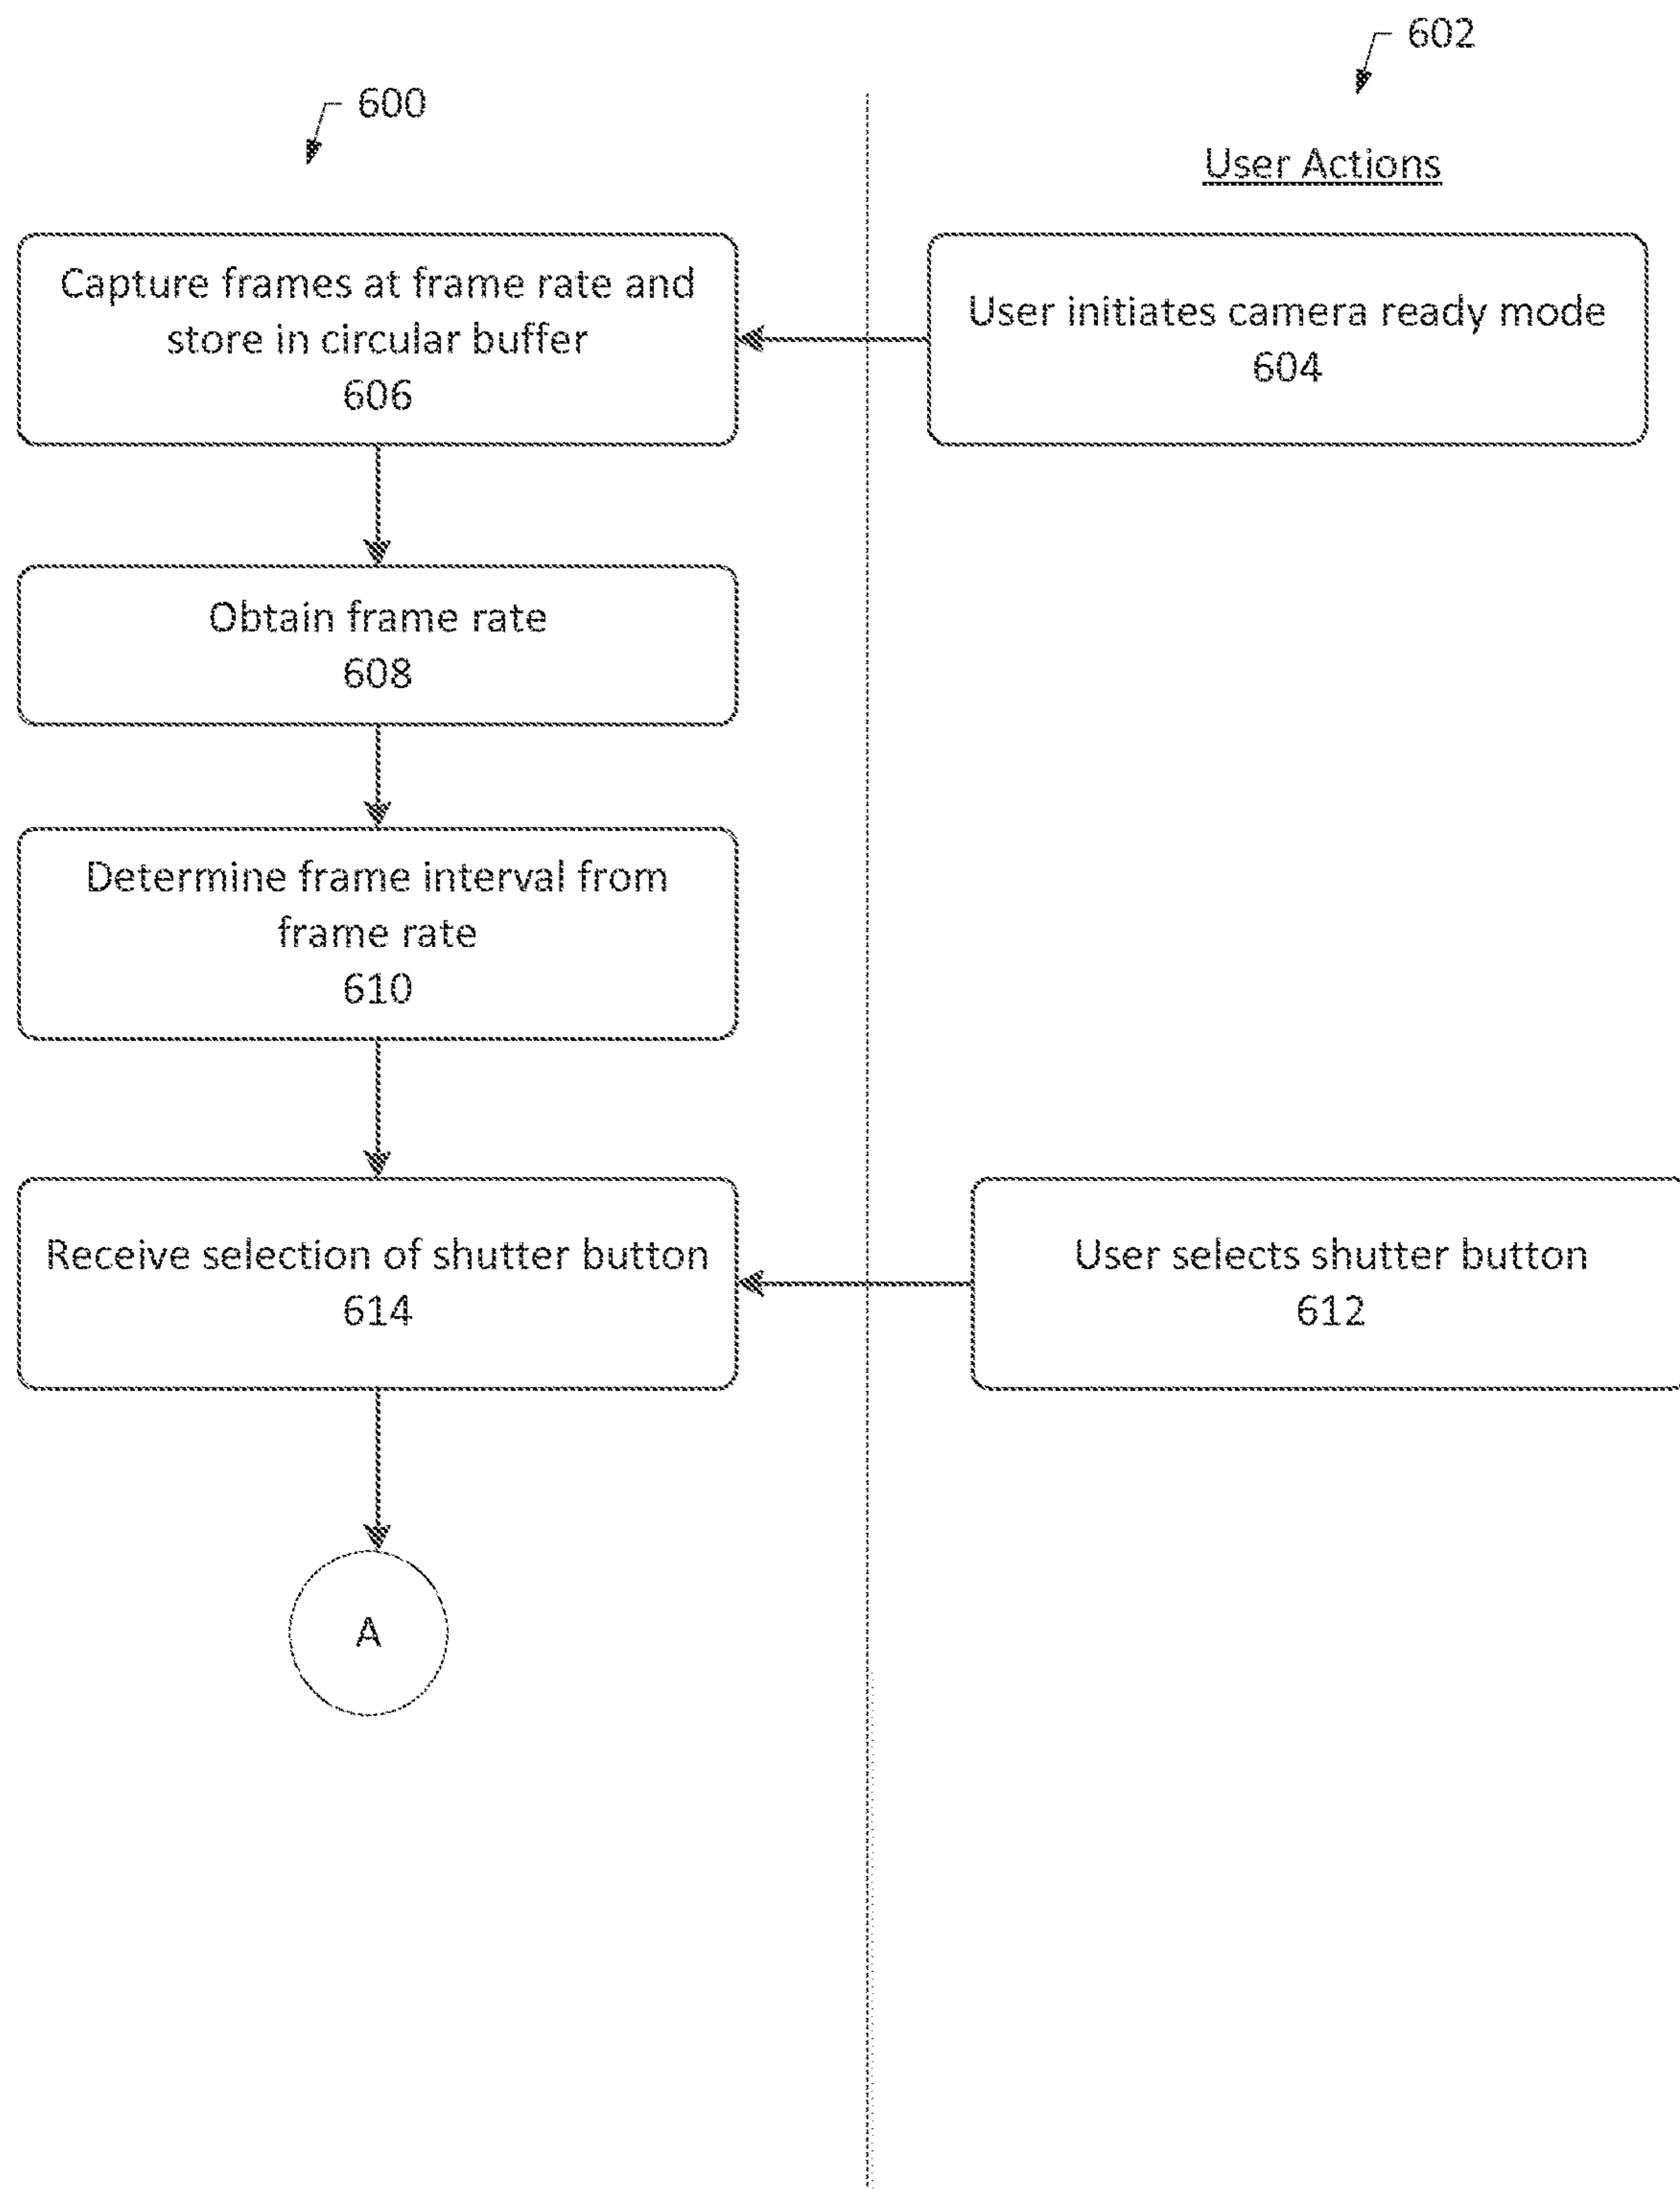 602
600
User Actions
Capture frames at frame rate and
store in circular buffer
606
User initiates camera ready mode
604
Obtain frame rate
608
Determine frame interval from
frame rate
610
Receive selection of shutter button
614
User selects shutter button
612
A